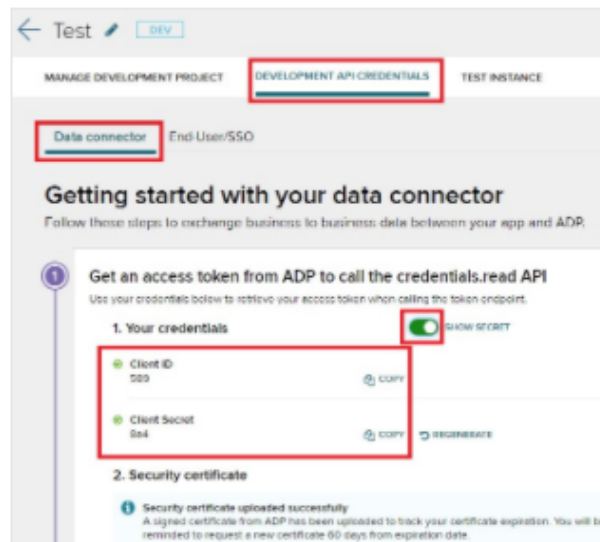 ← Test DEV
MANAGE DEVELOPMENT PROJECT DEVELOPMENT API CREDENTIALS TEST INSTANCE
Data connector End-User/SSO
Getting started with your data connector
Follow these steps to exchange business to business data between your app and ADP.
1 Get an access token from ADP to call the credentials.read API
Use your credentials below to retrieve your access token when calling the token endpoint.
1. Your credentials SHOW SECRET
Client ID
589 COPY
Client Secret
8a4 COPY REGENERATE
2. Security certificate
Security certificate uploaded successfully
A signed certificate from ADP has been uploaded to track your certificate expiration. You will b
reminded to request a new certificate 60 days from expiration date.